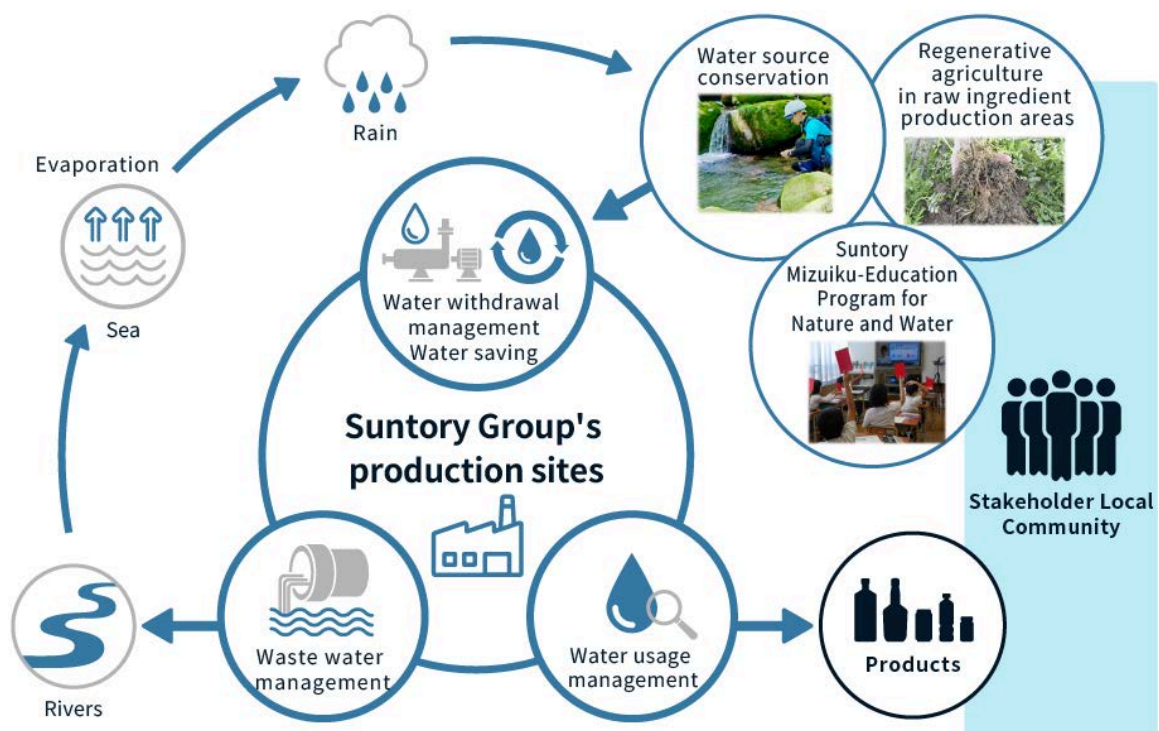 Rain
Evaporation
Sea
Rivers
Water source
conservation
Regenerative
agriculture
in raw ingredient
production areas
Suntory
Mizuiku-Education
Program for
Nature and Water
Water withdrawal
management
Water saving
Suntory Group's
production sites
Waste water
management
Water usage
management
Products
Stakeholder Local
Community